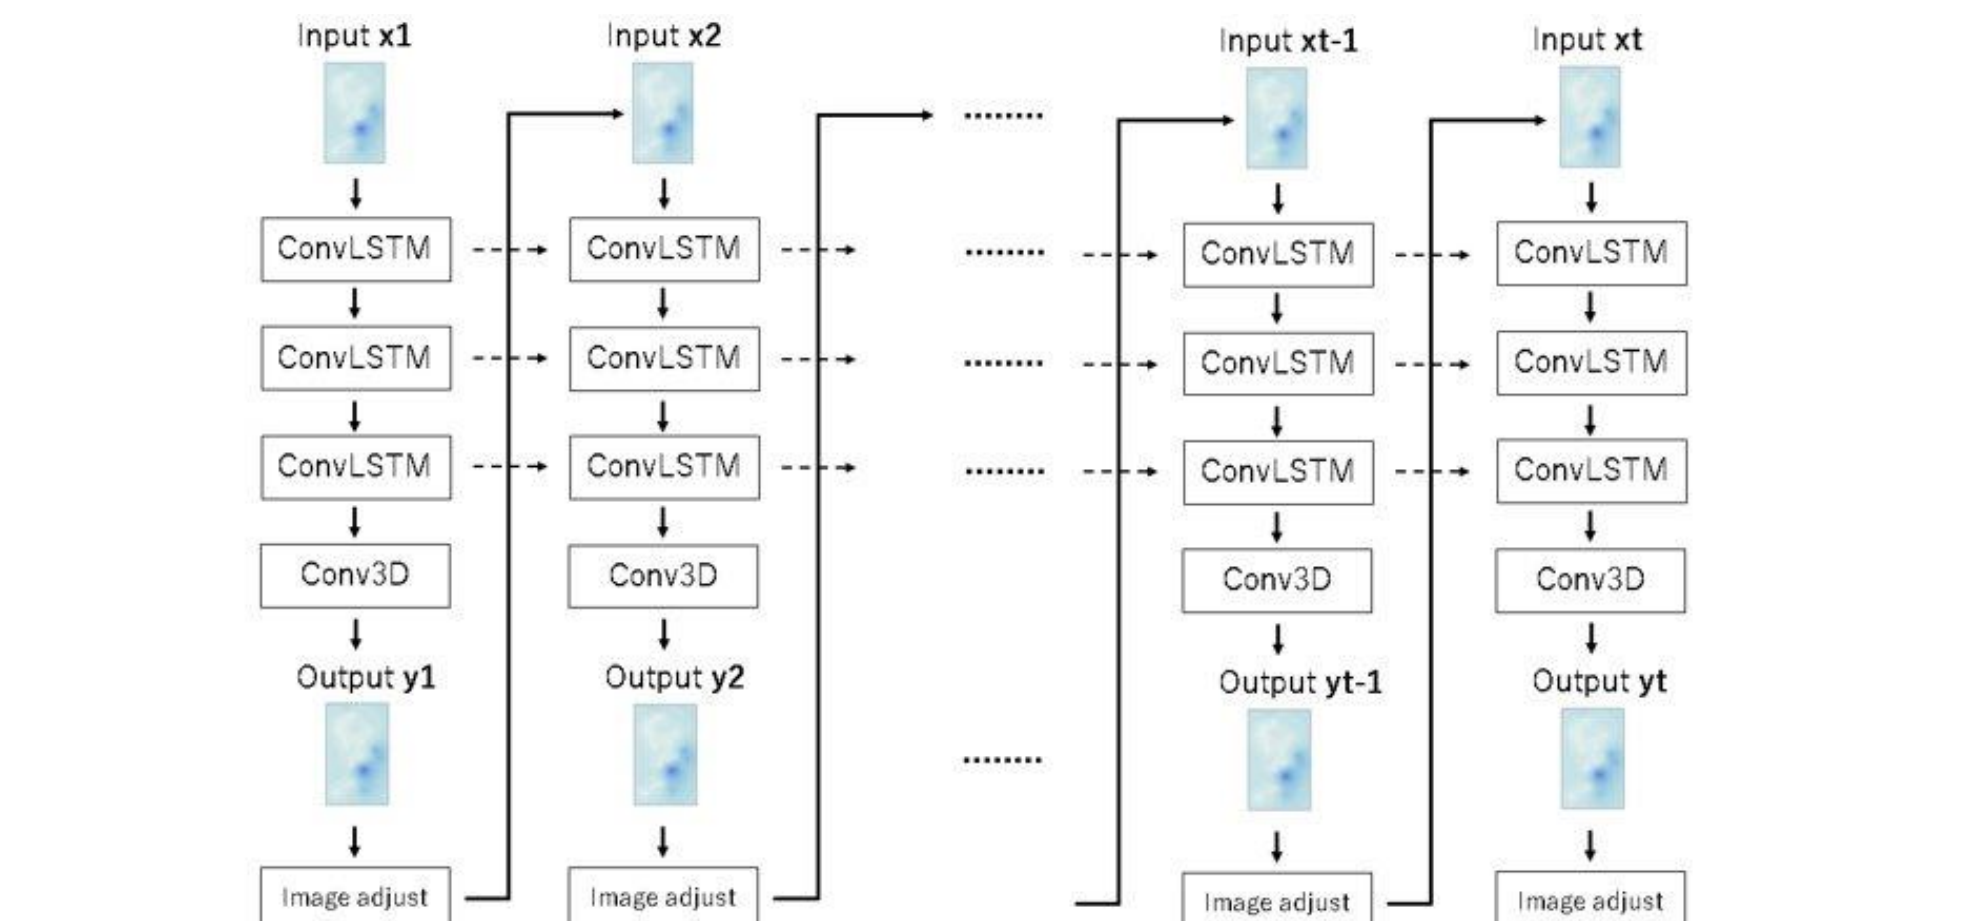 Input x1
Input x2
Input xt-1
Input xt
........
ConvLSTM
ConvLSTM
........
ConvLSTM
ConvLSTM
ConvLSTM
ConvLSTM
........
ConvLSTM
ConvLSTM
ConvLSTM
ConvLSTM
........
ConvLSTM
ConvLSTM
Conv3D
Conv3D
Conv3D
Conv3D
Output y1
Output y2
Output yt-1
Output yt
........
Image adjust
Image adjust
Image adjust
Image adjust